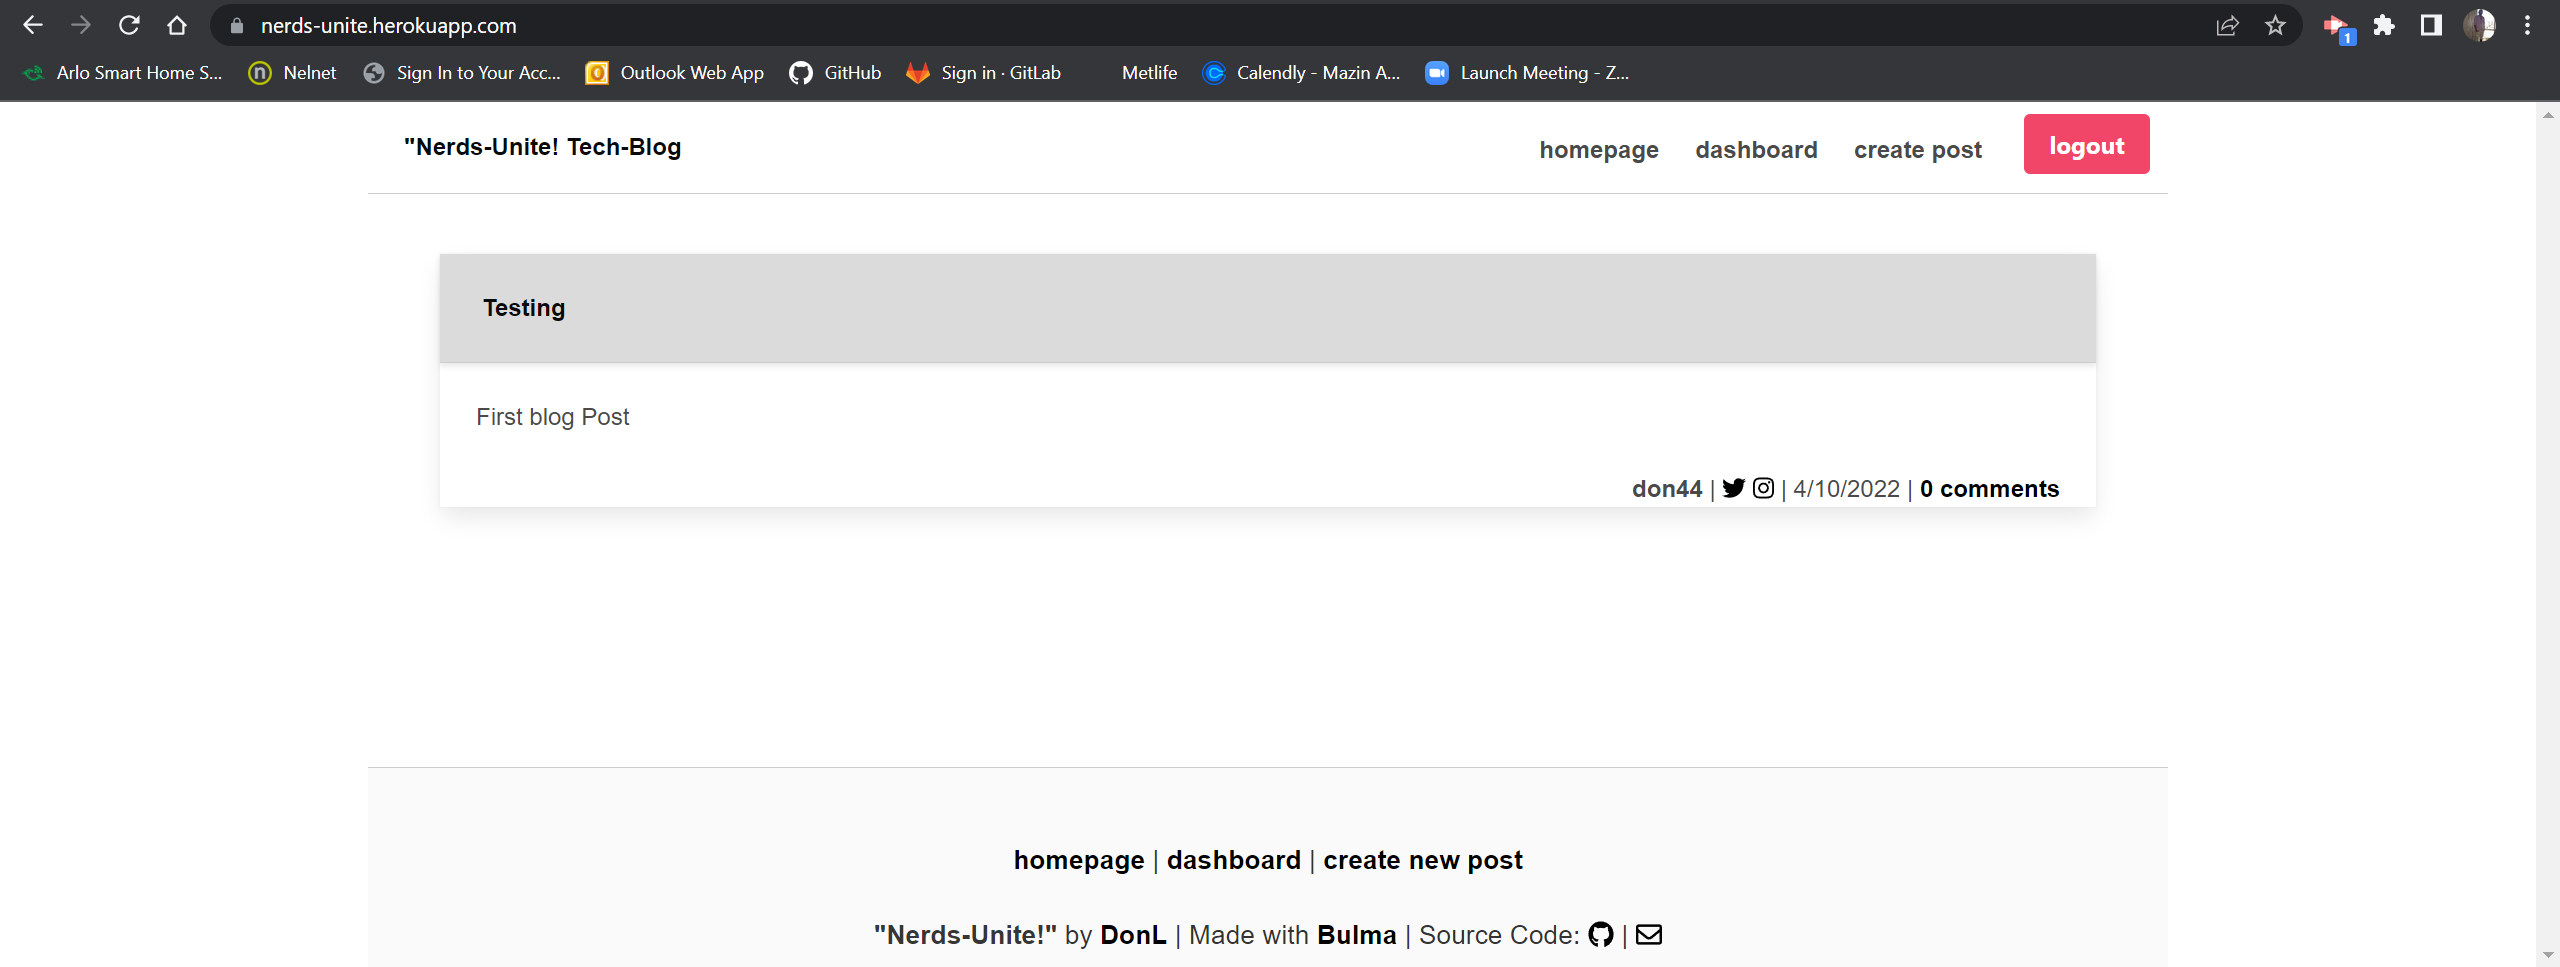 nerds-unite.herokuapp.com
1
Arlo Smart Home S... Nelnet Sign In to Your Acc... Outlook Web App GitHub Sign in · GitLab Metlife Calendly - Mazin A... Launch Meeting - Z...
"Nerds-Unite! Tech-Blog homepage dashboard create post logout
Testing
First blog Post
don44 | | 4/10/2022 | 0 comments
homepage | dashboard | create new post
"Nerds-Unite!" by DonL | Made with Bulma | Source Code: |